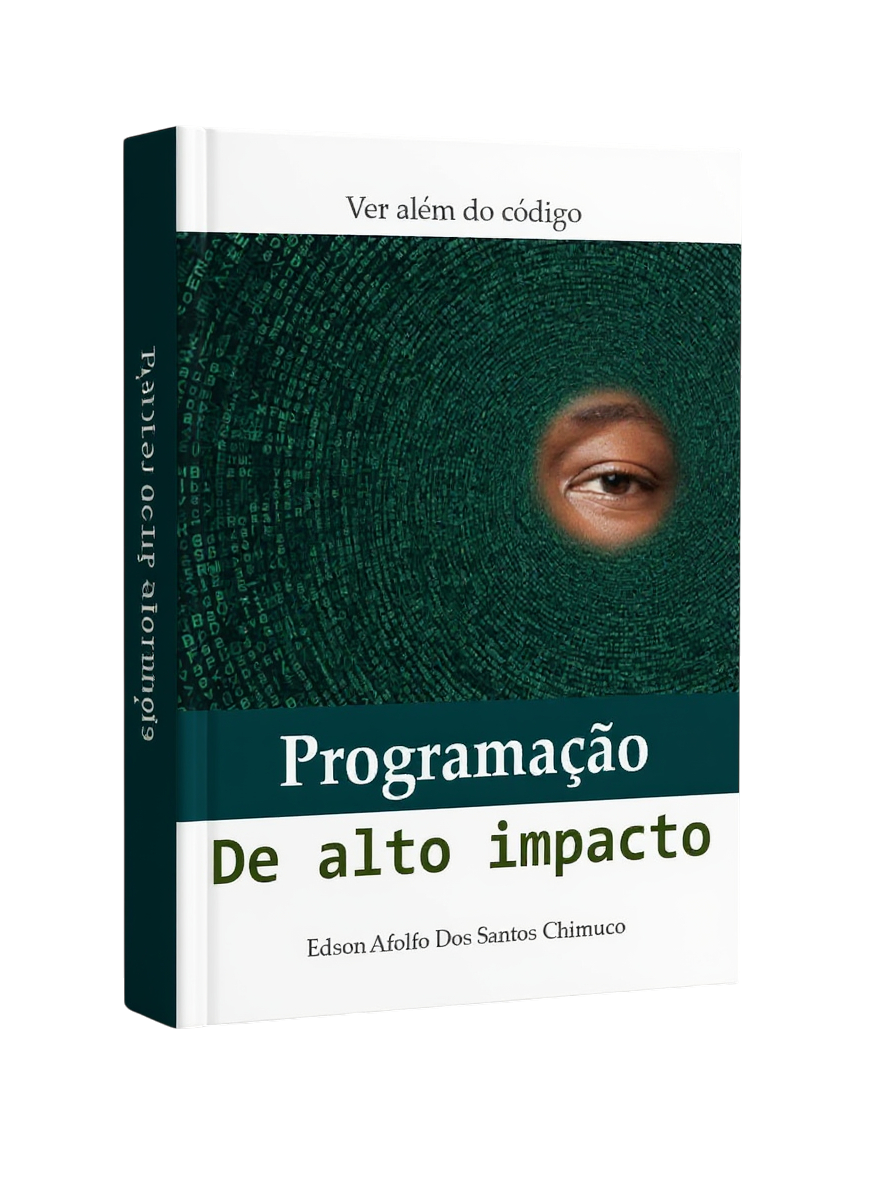 Ver além do código
Programação
De alto impacto
Edson Afolfo Dos Santos Chimuco